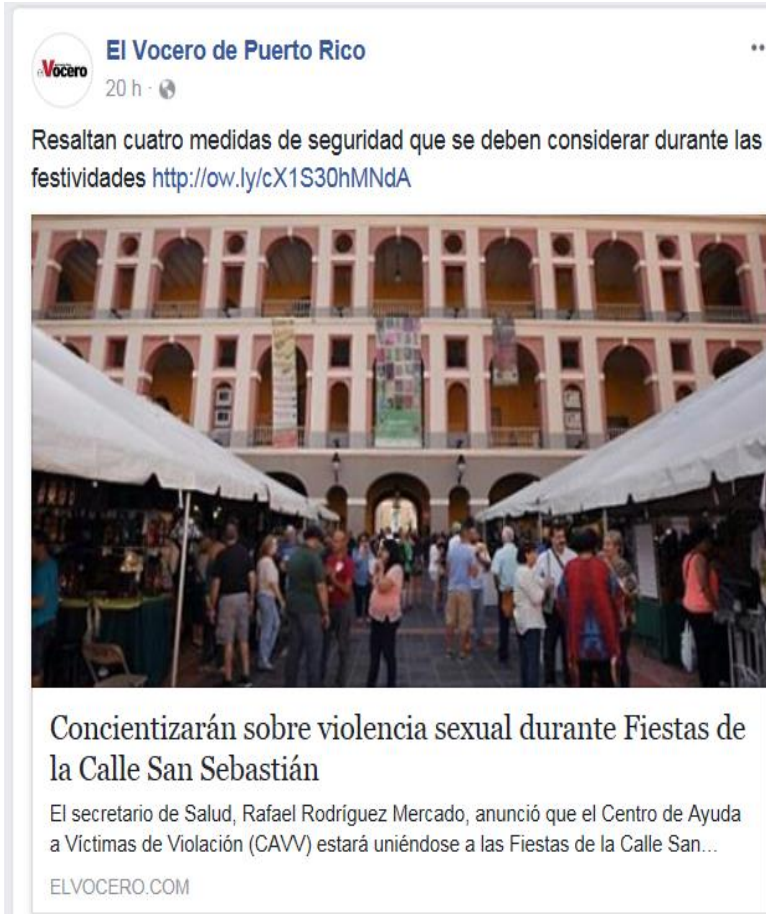 El Vocero de Puerto Rico
el Vocero
20 h ·
Resaltan cuatro medidas de seguridad que se deben considerar durante las
festividades http://ow.ly/cX1S30hMNdA
Concientizarán sobre violencia sexual durante Fiestas de
la Calle San Sebastián
El secretario de Salud, Rafael Rodríguez Mercado, anunció que el Centro de Ayuda
a Víctimas de Violación (CAVV) estará uniéndose a las Fiestas de la Calle San...
ELVOCERO.COM